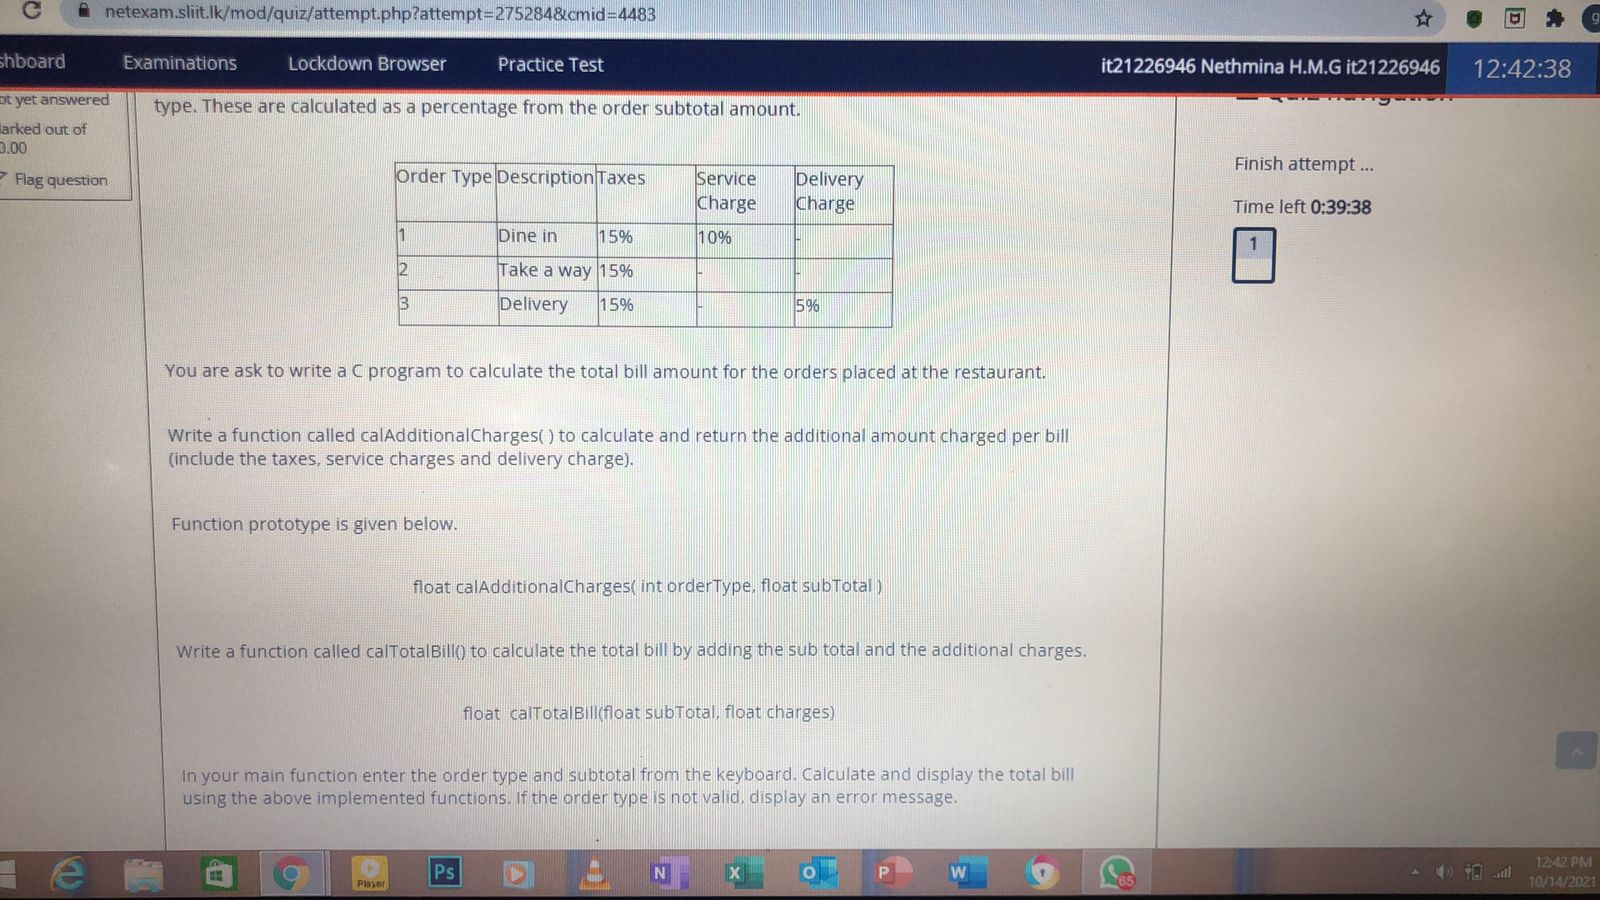 netexam.sliit.lk/mod/quiz/attempt.php?attempt=275284&cmid=4483
shboard Examinations Lockdown Browser Practice Test it21226946 Nethmina H.M.G it21226946 12:42:38
ot yet answered
arked out of
0.00
Flag question
type. These are calculated as a percentage from the order subtotal amount.
Order Type Description Taxes Service Charge Delivery Charge
1 Dine in 15% 10% -
2 Take a way 15% - -
3 Delivery 15% - 5%
You are ask to write a C program to calculate the total bill amount for the orders placed at the restaurant.
Write a function called calAdditionalCharges( ) to calculate and return the additional amount charged per bill
(include the taxes, service charges and delivery charge).
Function prototype is given below.
float calAdditionalCharges( int orderType, float subTotal )
Write a function called calTotalBill() to calculate the total bill by adding the sub total and the additional charges.
float calTotalBill(float subTotal, float charges)
In your main function enter the order type and subtotal from the keyboard. Calculate and display the total bill
using the above implemented functions. If the order type is not valid, display an error message.
Finish attempt ...
Time left 0:39:38
1
Player
Ps
N
X
O
P
W
65
12:42 PM
10/14/2021